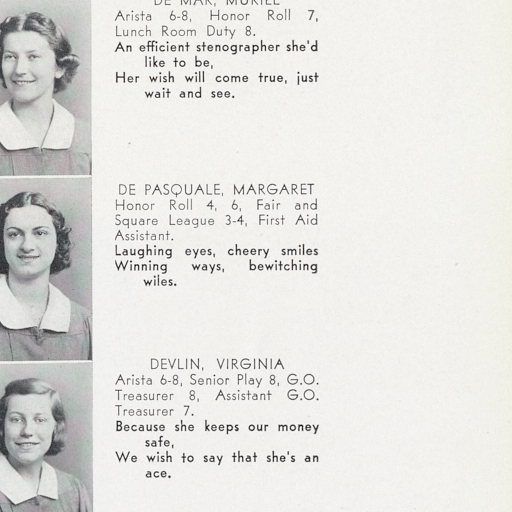 DE MAR, MURIEL
Arista 6-8, Honor Roll 7,
Lunch Room Duty 8.
An efficient stenographer she'd
like to be,
Her wish will come true, just
wait and see.
DE PASQUALE, MARGARET
Honor Roll 4, 6, Fair and
Square League 3-4, First Aid
Assistant.
Laughing eyes, cheery smiles
Winning ways, bewitching
wiles.
DEVLIN, VIRGINIA
Arista 6-8, Senior Play 8, G.O.
Treasurer 8, Assistant G.O.
Treasurer 7.
Because she keeps our money
safe,
We wish to say that she's an
ace.